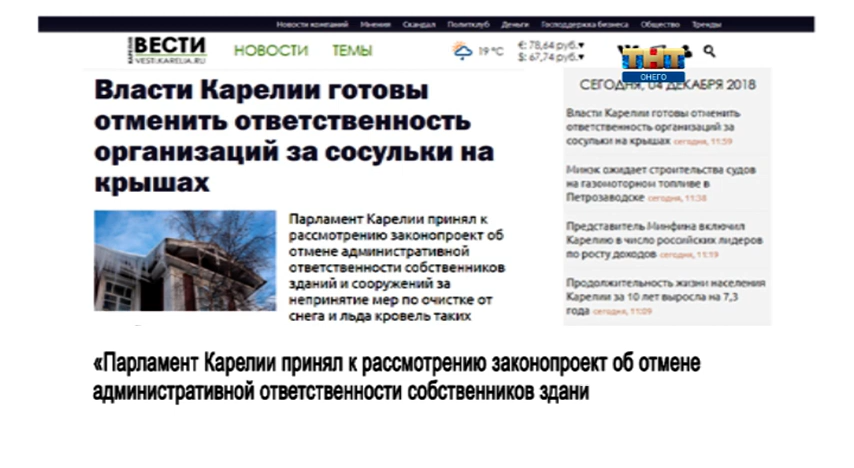 Новости компаний Мнения Скандал Политклуб Деньги Господдержка бизнеса Общество Тренды
КАРЕЛИЯ ВЕСТИ
VESTI.KARELIA.RU
НОВОСТИ ТЕМЫ
19 °C
€: 78,64 руб.▾
$: 67,74 руб.▾
ТНТ
ОНЕГО
Власти Карелии готовы
отменить ответственность
организаций за сосульки на
крышах
Парламент Карелии принял к
рассмотрению законопроект об
отмене административной
ответственности собственников
зданий и сооружений за
непринятие мер по очистке от
снега и льда кровель таких
СЕГОДНЯ, 04 ДЕКАБРЯ 2018
Власти Карелии готовы отменить
ответственность организаций за
сосульки на крышах сегодня, 11:59
Минэк ожидает строительства судов
на газомоторном топливе в
Петрозаводске сегодня, 11:38
Представитель Минфина включил
Карелию в число российских лидеров
по росту доходов сегодня, 11:19
Продолжительность жизни населения
Карелии за 10 лет выросла на 7,3
года сегодня, 11:09
«Парламент Карелии принял к рассмотрению законопроект об отмене
административной ответственности собственников здани